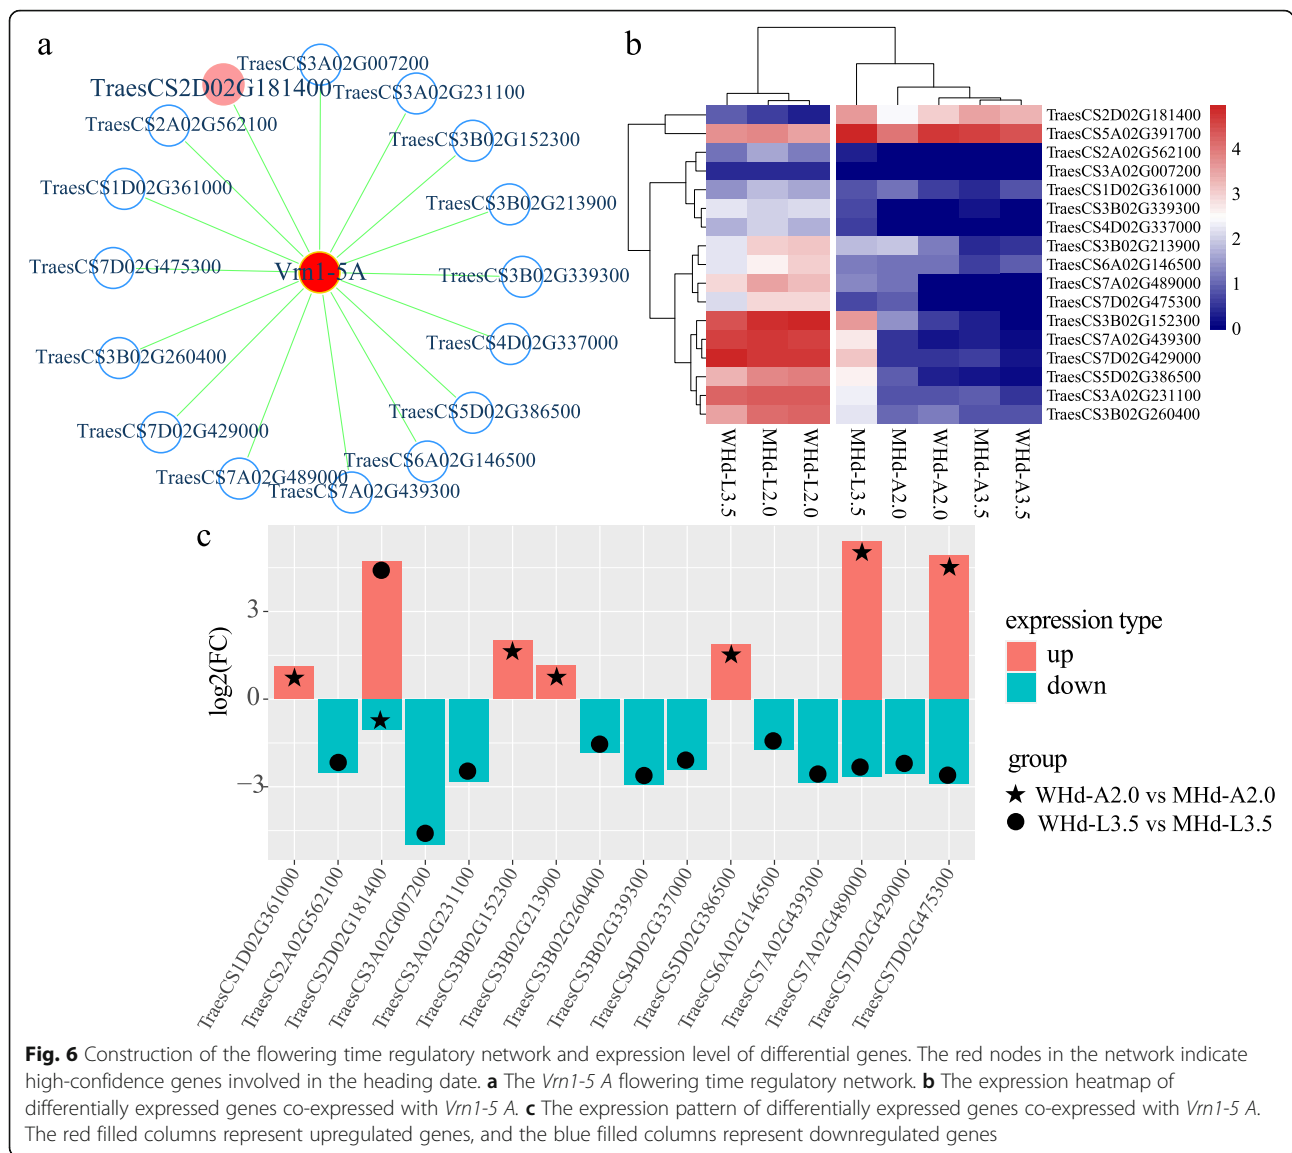 a
TraesCS3A02G007200
TraesCS2D02G181400
TraesCS3A02G231100
TraesCS2A02G562100
TraesCS3B02G152300
TraesCS1D02G361000
TraesCS3B02G213900
TraesCS7D02G475300
Vrn1-5A
TraesCS3B02G339300
TraesCS3B02G260400
TraesCS4D02G337000
TraesCS5D02G386500
TraesCS7D02G429000
TraesCS6A02G146500
TraesCS7A02G489000
TraesCS7A02G439300
b
TraesCS2D02G181400
TraesCS5A02G391700
TraesCS2A02G562100
TraesCS3A02G007200
TraesCS1D02G361000
TraesCS3B02G339300
TraesCS4D02G337000
TraesCS3B02G213900
TraesCS6A02G146500
TraesCS7A02G489000
TraesCS7D02G475300
TraesCS3B02G152300
TraesCS7A02G439300
TraesCS7D02G429000
TraesCS5D02G386500
TraesCS3A02G231100
TraesCS3B02G260400
4
3
2
1
0
WHd-L3.5
MHd-L2.0
WHd-L2.0
MHd-L3.5
MHd-A2.0
WHd-A2.0
MHd-A3.5
WHd-A3.5
c
log2(FC)
3
0
−3
TraesCS1D02G361000
TraesCS2A02G562100
TraesCS2D02G181400
TraesCS3A02G007200
TraesCS3A02G231100
TraesCS3B02G152300
TraesCS3B02G213900
TraesCS3B02G260400
TraesCS3B02G339300
TraesCS4D02G337000
TraesCS5D02G386500
TraesCS6A02G146500
TraesCS7A02G439300
TraesCS7A02G489000
TraesCS7D02G429000
TraesCS7D02G475300
expression type
up
down
group
WHd-A2.0 vs MHd-A2.0
WHd-L3.5 vs MHd-L3.5
Fig. 6 Construction of the flowering time regulatory network and expression level of differential genes. The red nodes in the network indicate
high-confidence genes involved in the heading date. a The Vrn1-5 A flowering time regulatory network. b The expression heatmap of
differentially expressed genes co-expressed with Vrn1-5 A. c The expression pattern of differentially expressed genes co-expressed with Vrn1-5 A.
The red filled columns represent upregulated genes, and the blue filled columns represent downregulated genes